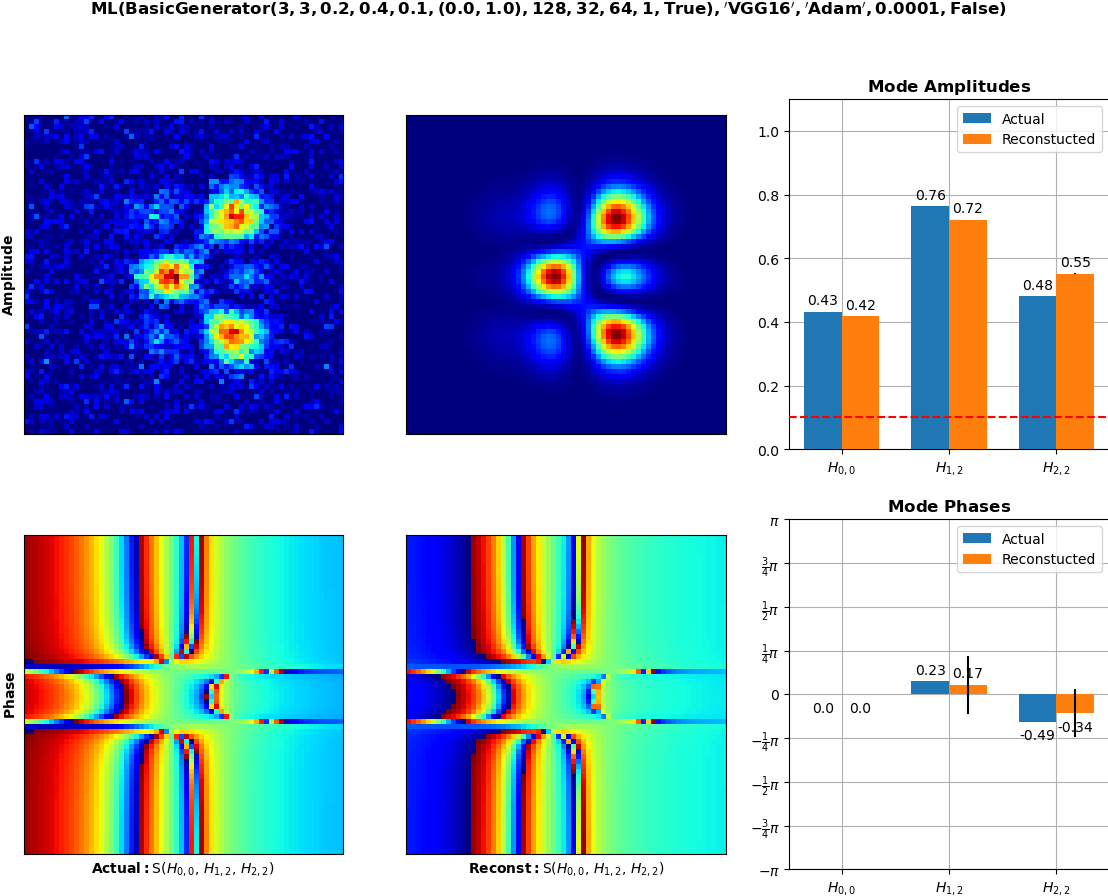 ML(BasicGenerator(3, 3, 0.2, 0.4, 0.1, (0.0, 1.0), 128, 32, 64, 1, True), 'VGG16', 'Adam', 0.0001, False)
Amplitude
Mode Amplitudes
Actual
Reconstucted
1.0
0.8
0.6
0.4
0.2
0.0
0.43
0.42
0.76
0.72
0.48
0.55
H0,0
H1,2
H2,2
Phase
Actual: S(H0,0, H1,2, H2,2)
Reconst: S(H0,0, H1,2, H2,2)
Mode Phases
Actual
Reconstucted
π
3/4π
1/2π
1/4π
0
−1/4π
−1/2π
−3/4π
−π
0.0
0.0
0.23
0.17
-0.49
-0.34
H0,0
H1,2
H2,2